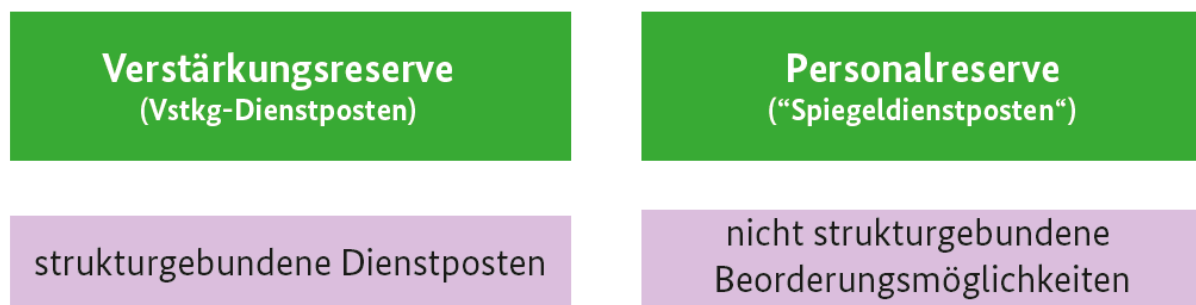 Verstärkungsreserve
(Vstkg-Dienstposten)
strukturgebundene Dienstposten
Personalreserve
(“Spiegeldienstposten“)
nicht strukturgebundene
Beorderungsmöglichkeiten